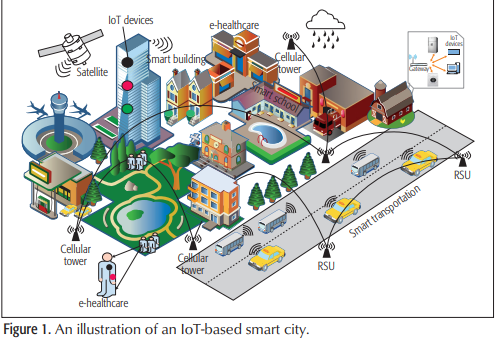 IoT devices
e-healthcare
IoT
devices
Gateway
Satellite
Smart building
Cellular
tower
Smart school
RSU
Smart transportation
Cellular
tower
Cellular
tower
RSU
e-healthcare
Figure 1. An illustration of an IoT-based smart city.